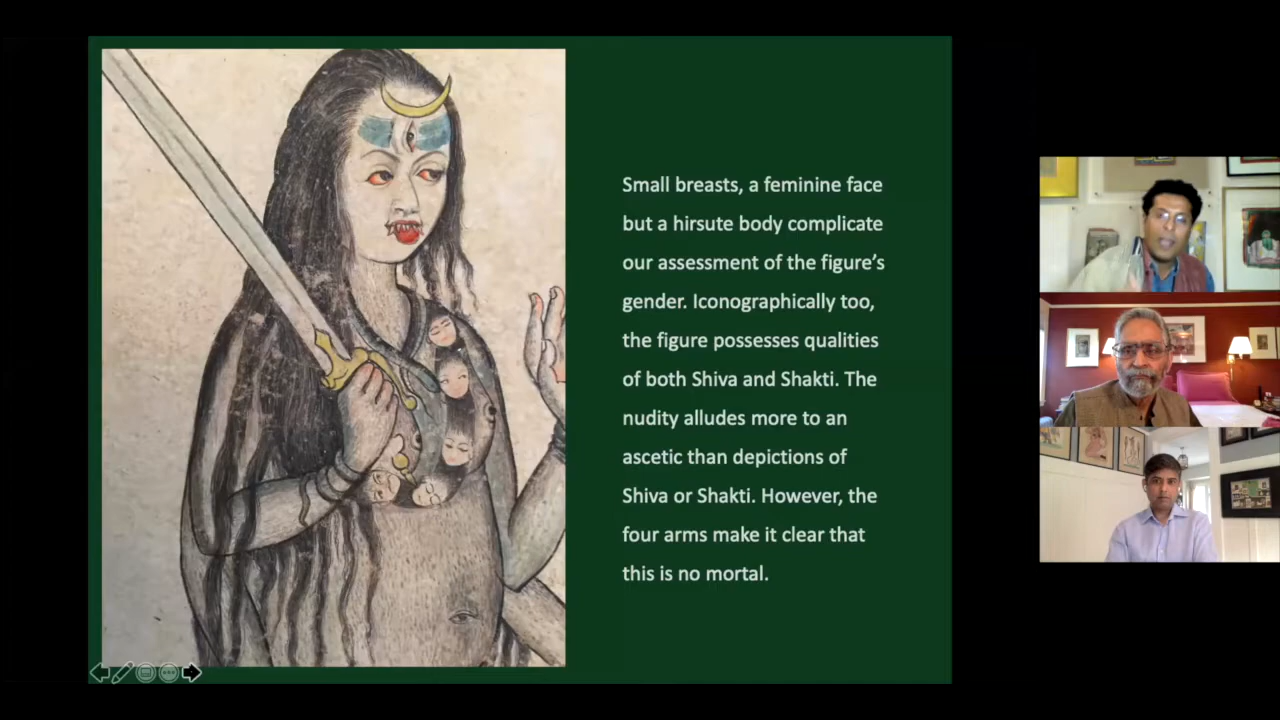 Small breasts, a feminine face
but a hirsute body complicate
our assessment of the figure’s
gender. Iconographically too,
the figure possesses qualities
of both Shiva and Shakti. The
nudity alludes more to an
ascetic than depictions of
Shiva or Shakti. However, the
four arms make it clear that
this is no mortal.